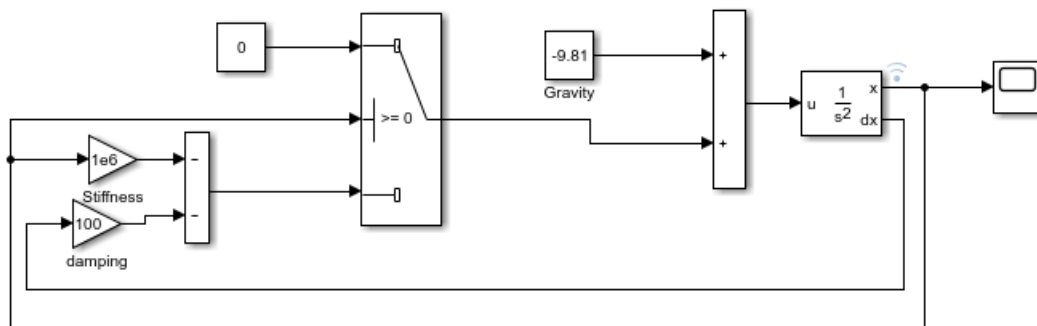 0
-9.81
Gravity
+
+
u
1
s2
x
dx
>= 0
1e6
Stiffness
100
damping
-
-